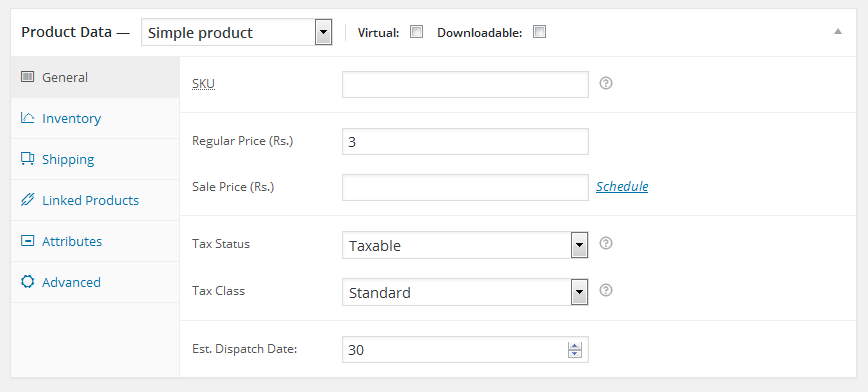 Product Data — Simple product Virtual: Downloadable:
General
Inventory
Shipping
Linked Products
Attributes
Advanced
SKU
Regular Price (Rs.) 3
Sale Price (Rs.) Schedule
Tax Status Taxable
Tax Class Standard
Est. Dispatch Date: 30